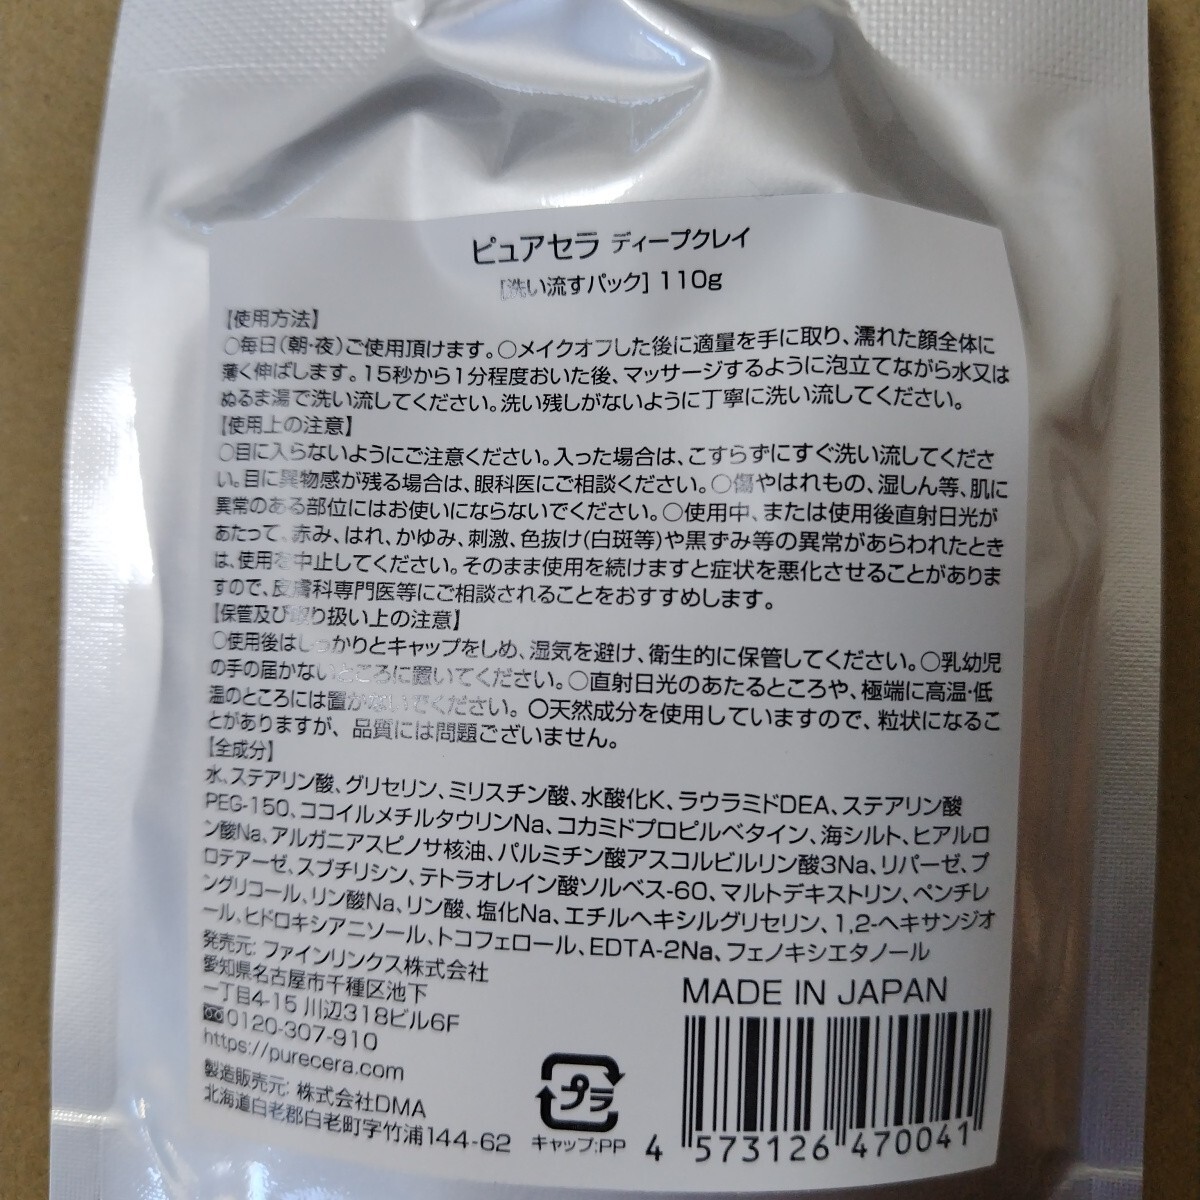 ピュアセラ ディープクレイ
[洗い流すパック] 110g
【使用方法】
○毎日(朝・夜)ご使用頂けます。○メイクオフした後に適量を手に取り、濡れた顔全体に
薄く伸ばします。15秒から1分程度おいた後、マッサージするように泡立てながら水又は
ぬるま湯で洗い流してください。洗い残しがないように丁寧に洗い流してください。
【使用上の注意】
○目に入らないようにご注意ください。入った場合は、こすらずにすぐ洗い流してくださ
い。目に異物感が残る場合は、眼科医にご相談ください。○傷やはれもの、湿しん等、肌に
異常のある部位にはお使いにならないでください。○使用中、または使用後直射日光が
あたって、赤み、はれ、かゆみ、刺激、色抜け(白斑等)や黒ずみ等の異常があらわれたとき
は、使用を中止してください。そのまま使用を続けますと症状を悪化させることがありま
すので、皮膚科専門医等にご相談されることをおすすめします。
【保管及び取り扱い上の注意】
○使用後はしっかりとキャップをしめ、湿気を避け、衛生的に保管してください。○乳幼児
の手の届かないところに置いてください。○直射日光のあたるところや、極端に高温・低
温のところには置かないでください。○天然成分を使用していますので、粒状になるこ
とがありますが、品質には問題ございません。
【全成分】
水、ステアリン酸、グリセリン、ミリスチン酸、水酸化K、ラウラミドDEA、ステアリン酸
PEG-150、ココイルメチルタウリンNa、コカミドプロピルベタイン、海シルト、ヒアルロ
ン酸Na、アルガニアスピノサ核油、パルミチン酸アスコルビルリン酸3Na、リパーゼ、プ
ロテアーゼ、スブチリシン、テトラオレイン酸ソルベス-60、マルトデキストリン、ペンチレ
ングリコール、リン酸Na、リン酸、塩化Na、エチルヘキシルグリセリン、1,2-ヘキサンジオ
ール、ヒドロキシアニソール、トコフェロール、EDTA-2Na、フェノキシエタノール
発売元: ファインリンクス株式会社
愛知県名古屋市千種区池下
一丁目4-15 川辺318ビル6F
0120-307-910
https://purecera.com
製造販売元: 株式会社DMA
北海道白老郡白老町字竹浦144-62
MADE IN JAPAN
プラ
キャップ:PP
4 573126 470041